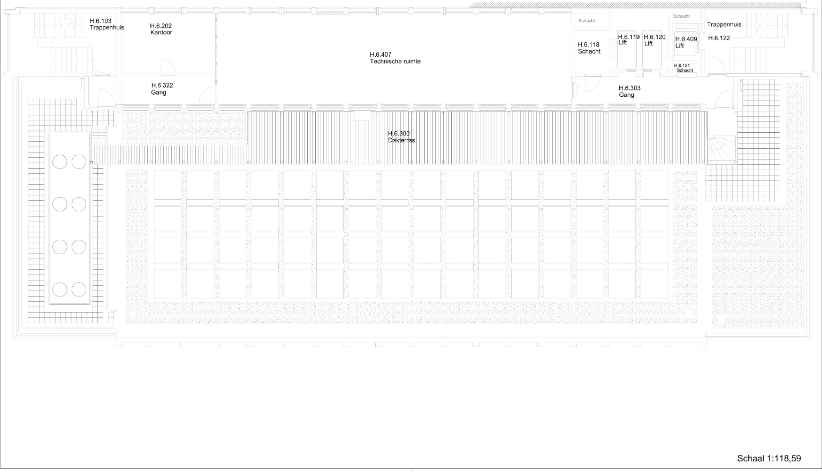 H.6.103
Trappenhuis
H.6.202
Kantoor
H.6.322
Gang
H.6.407
Technische ruimte
Schacht
H.6.118
Schacht
H.6.119
Lift
H.6.120
Lift
Schacht
H.6.409
Lift
H.6.121
Schacht
Trappenhuis
H.6.122
H.6.303
Gang
H.6.300
Dakterras
Schaal 1:118,59